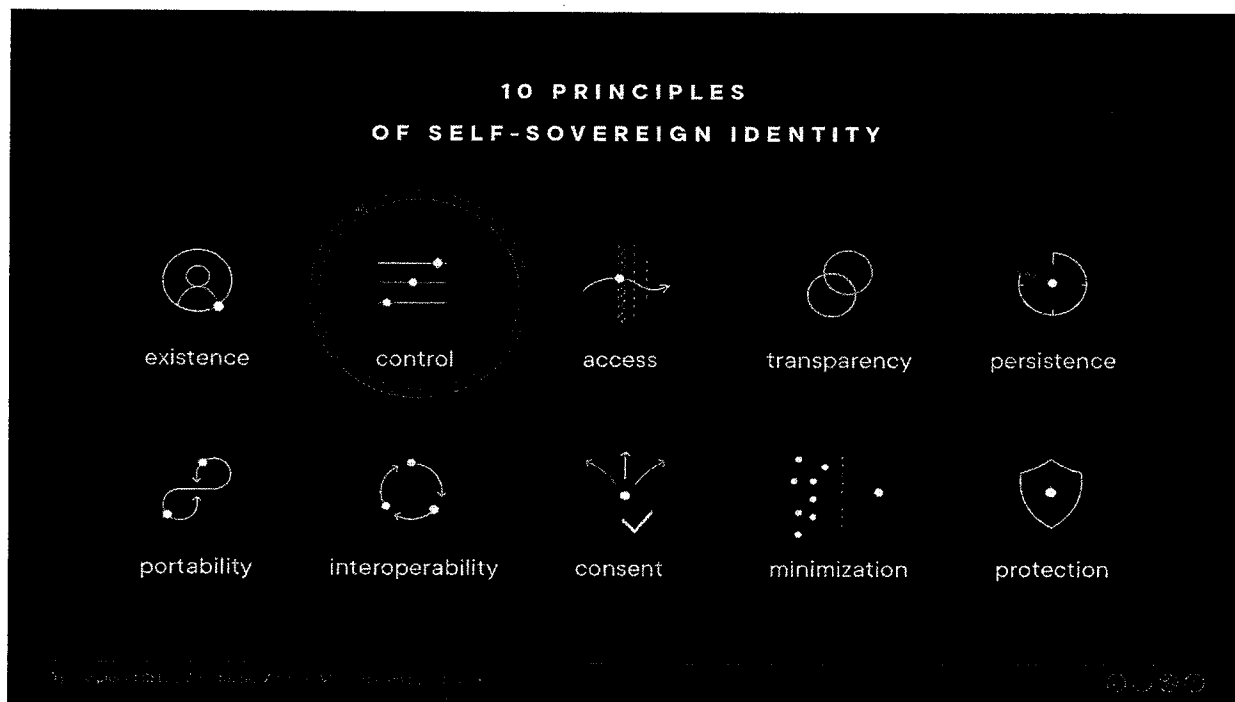 10 PRINCIPLES
OF SELF-SOVEREIGN IDENTITY
existence
control
access
transparency
persistence
portability
interoperability
consent
minimization
protection